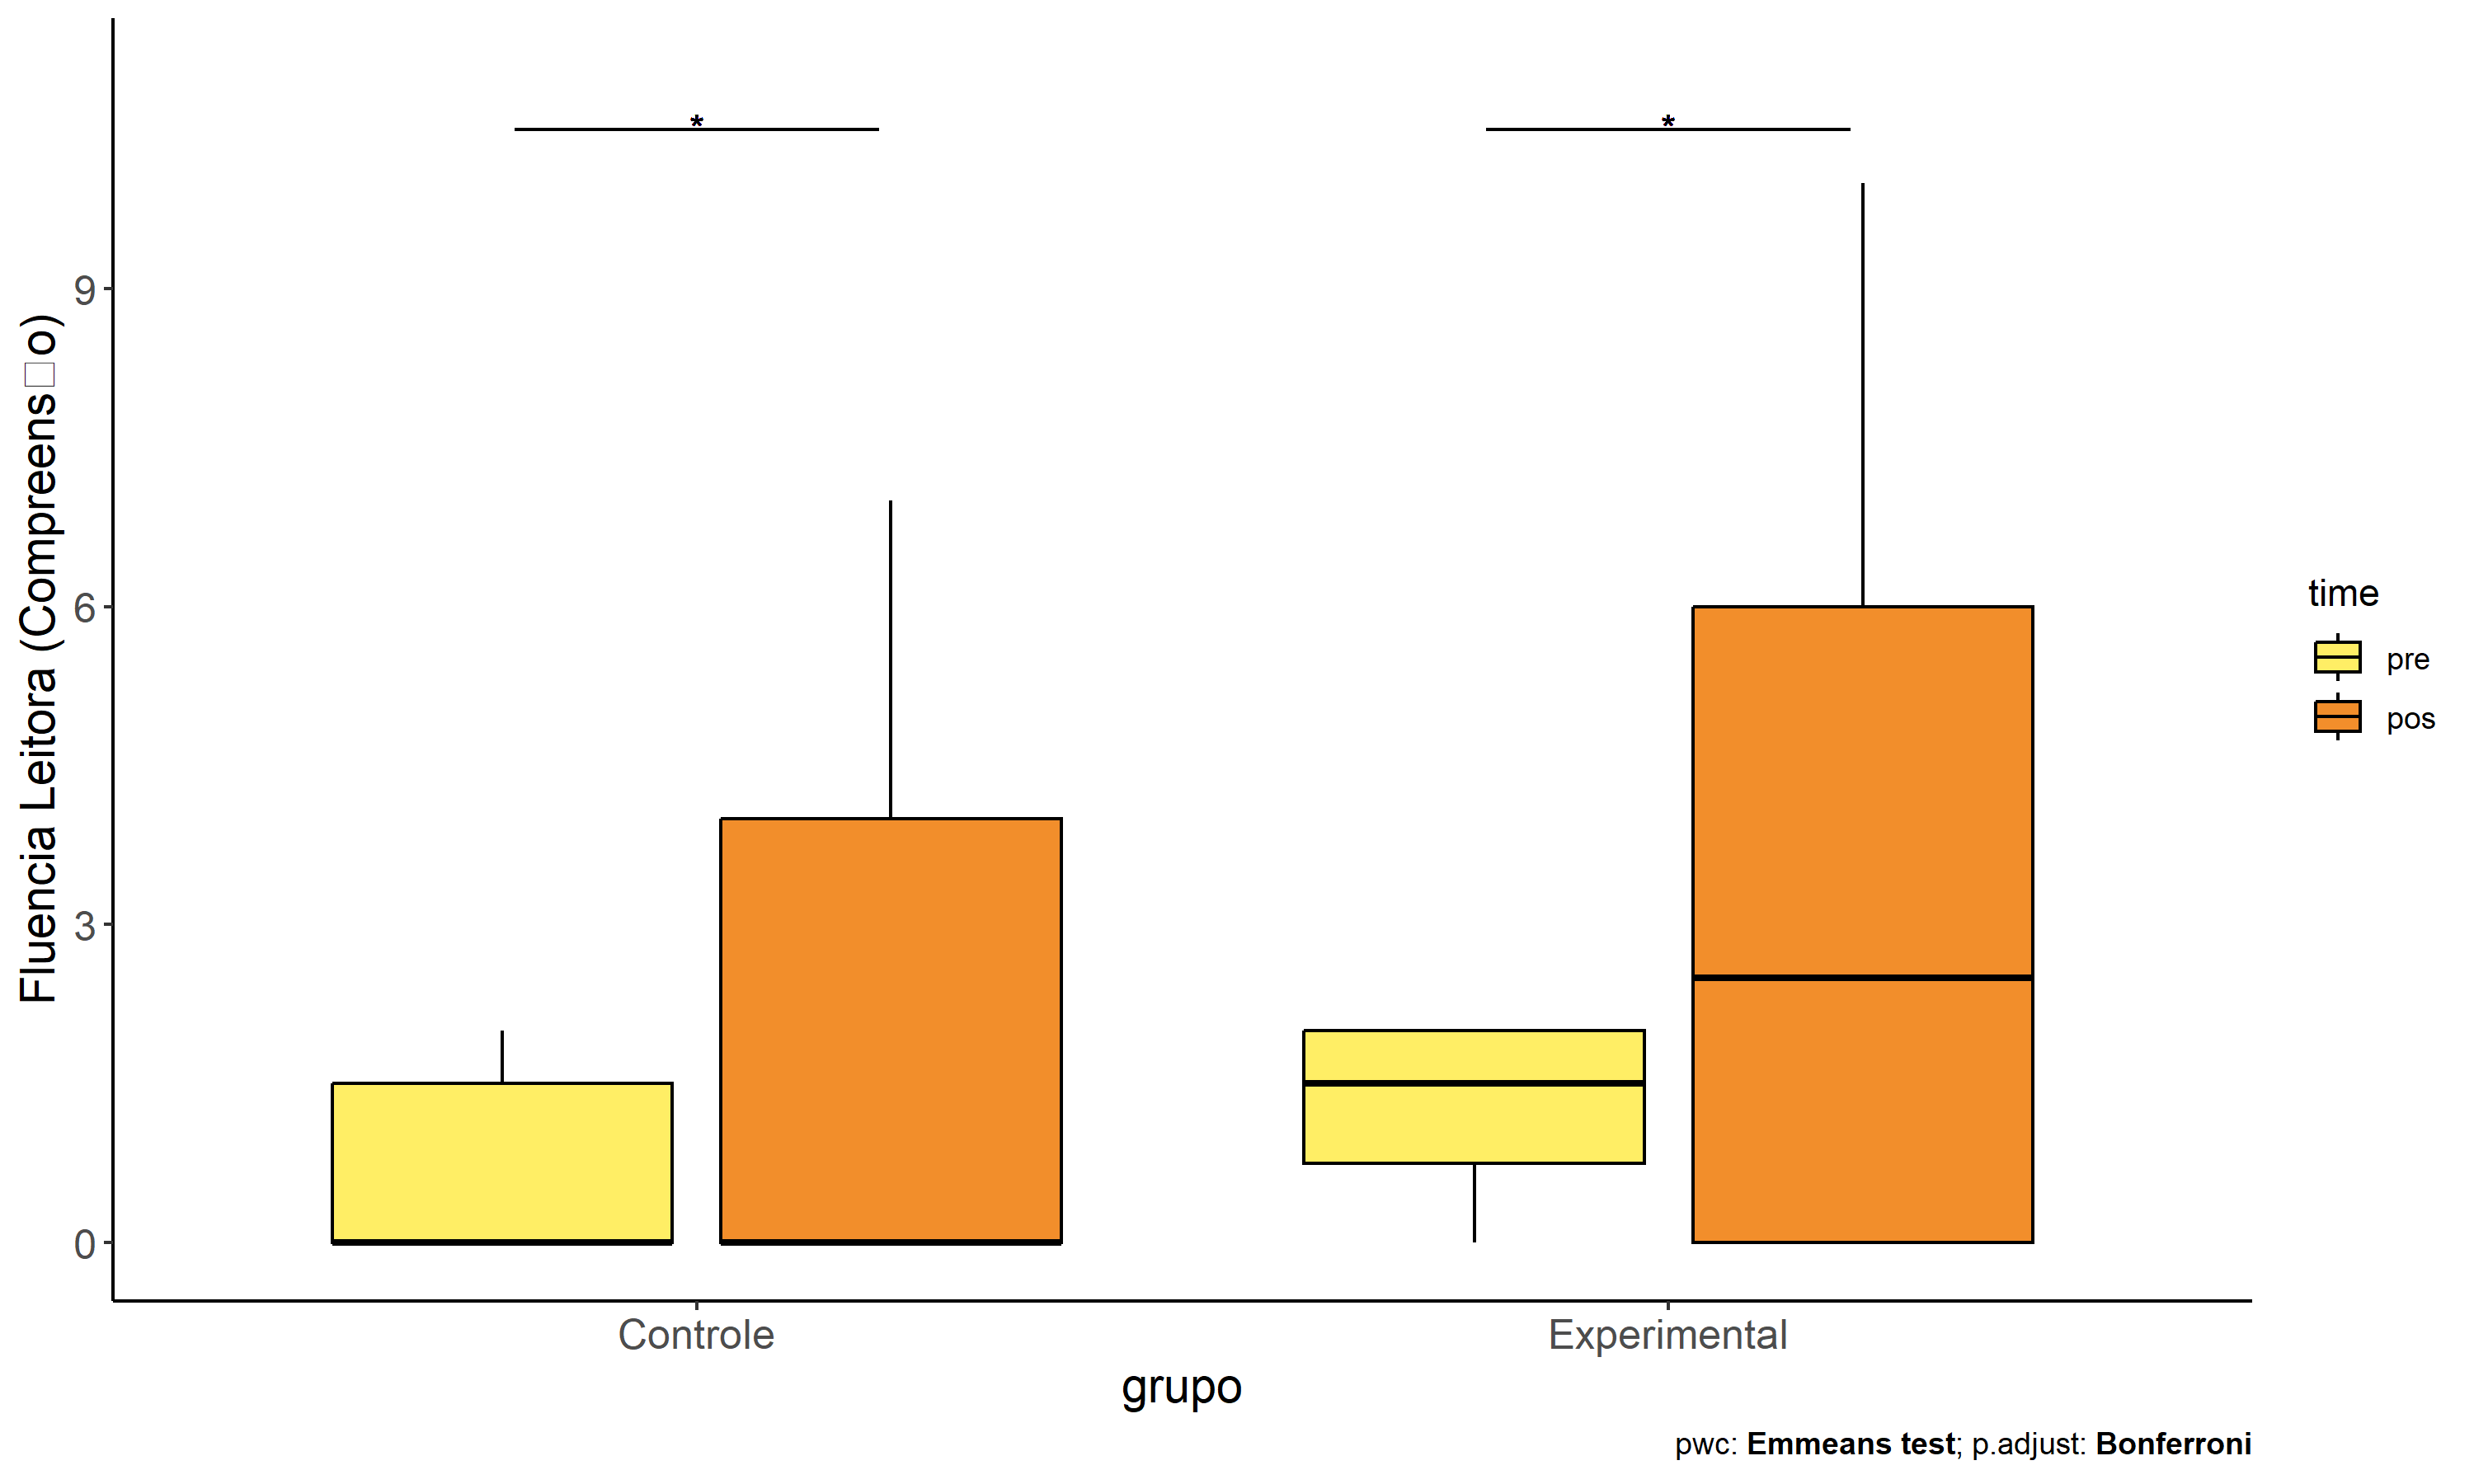 *
*
9
6
3
0
Fluencia Leitora (Compreens□o)
Controle
Experimental
grupo
time
pre
pos
pwc: Emmeans test; p.adjust: Bonferroni